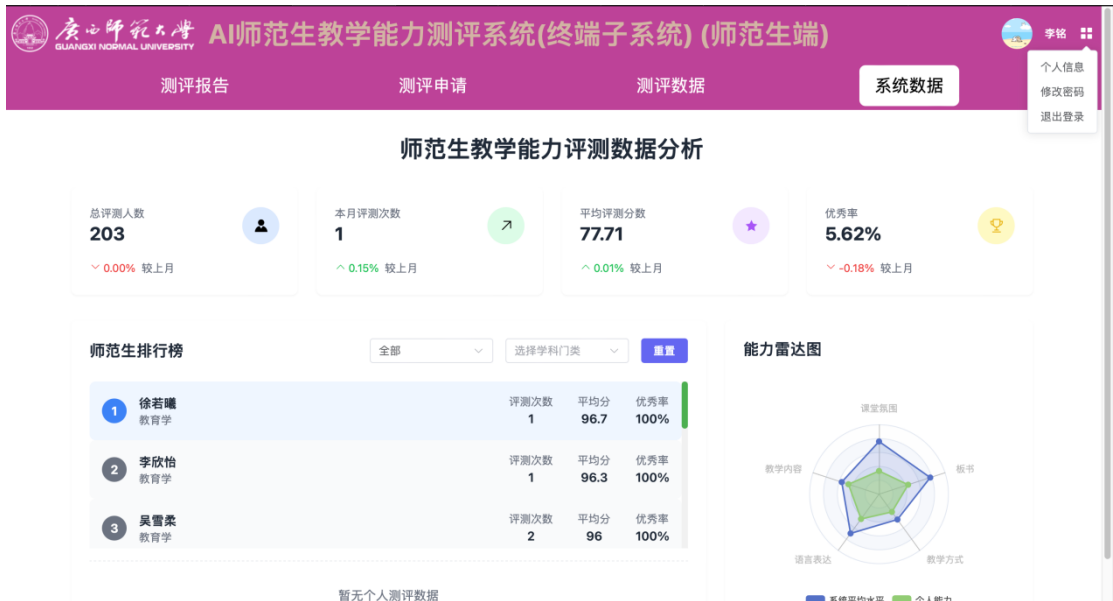 广西师范大学
GUANGXI NORMAL UNIVERSITY
AI师范生教学能力测评系统(终端子系统) (师范生端)
李铭
个人信息
修改密码
退出登录
测评报告 测评申请 测评数据 系统数据
师范生教学能力评测数据分析
总评测人数
203
0.00% 较上月
本月评测次数
1
0.15% 较上月
平均评测分数
77.71
0.01% 较上月
优秀率
5.62%
-0.18% 较上月
师范生排行榜 全部 选择学科门类 重置
1 徐若曦 教育学 评测次数 1 平均分 96.7 优秀率 100%
2 李欣怡 教育学 评测次数 1 平均分 96.3 优秀率 100%
3 吴雪柔 教育学 评测次数 2 平均分 96 优秀率 100%
暂无个人测评数据
能力雷达图
课堂氛围
教学内容
板书
语言表达
教学方式
系统平均水平 个人能力